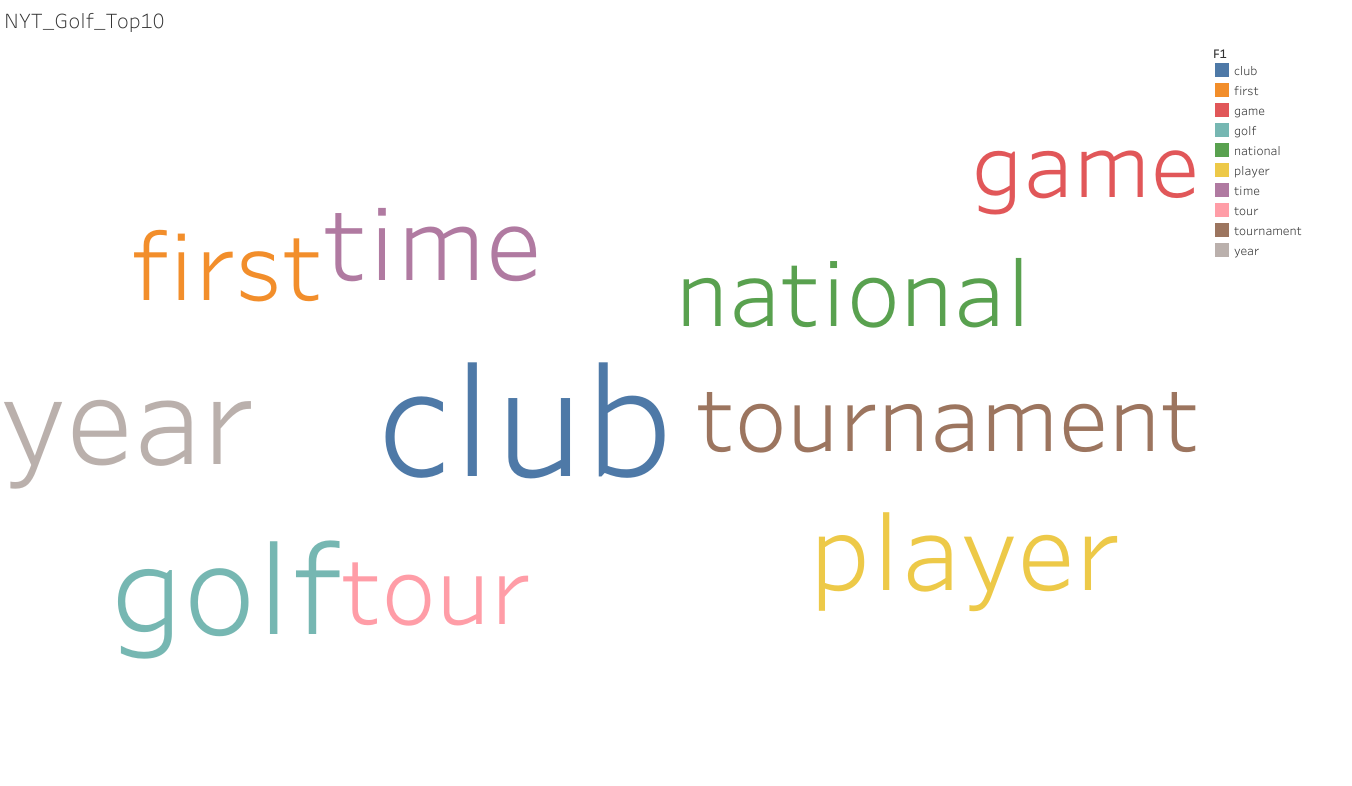 NYT_Golf_Top10
F1
club
first
game
golf
national
player
time
tour
tournament
year
game
first time
national
year club tournament
player
golf tour